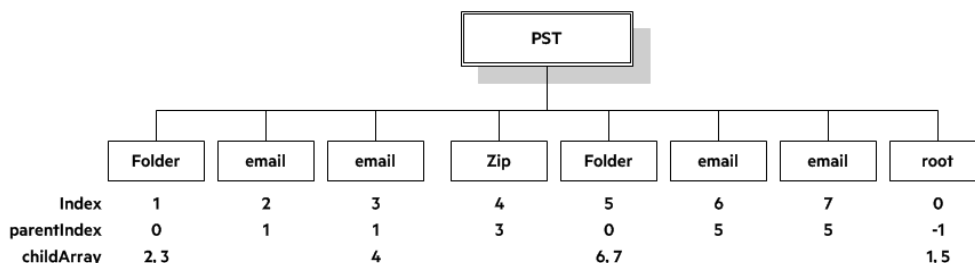 PST
Folder email email Zip Folder email email root
Index 1 2 3 4 5 6 7 0
parentIndex 0 1 1 3 0 5 5 -1
childArray 2, 3 4 6, 7 1, 5